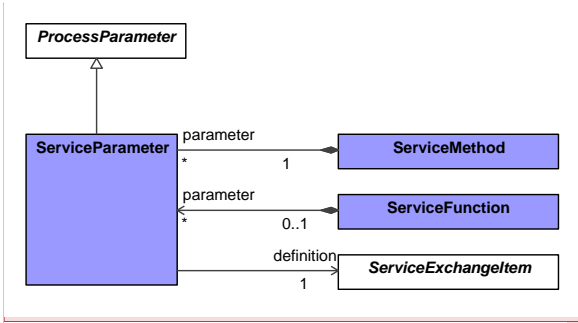 ProcessParameter
ServiceParameter
parameter
* 1
ServiceMethod
parameter
* 0..1
ServiceFunction
definition
1
ServiceExchangeItem